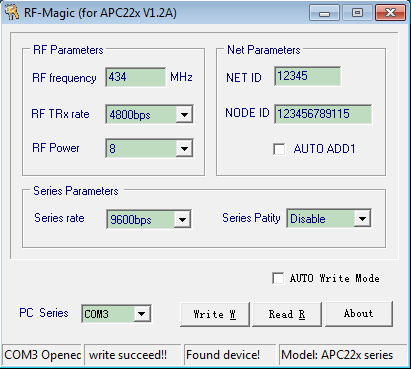 RF-Magic (for APC22x V1.2A)
RF Parameters
RF frequency 434 MHz
RF TRx rate 4800bps
RF Power 8
Net Parameters
NET ID 12345
NODE ID 123456789115
AUTO ADD1
Series Parameters
Series rate 9600bps Series Patity Disable
AUTO Write Mode
PC Series COM3 Write W Read R About
COM3 Openec write succeed!! Found device! Model: APC22x series